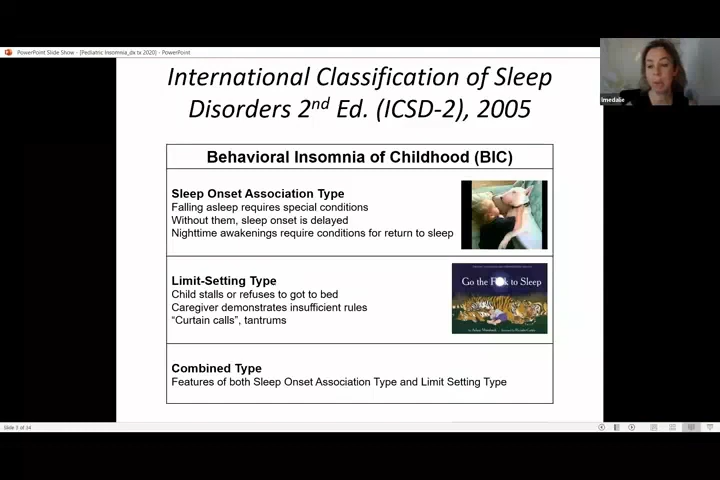 PowerPoint Slide Show - [Pediatric Insomnia_dx tx 2020] - PowerPoint
International Classification of Sleep
Disorders 2nd Ed. (ICSD-2), 2005
lmedalie
Behavioral Insomnia of Childhood (BIC)
Sleep Onset Association Type
Falling asleep requires special conditions
Without them, sleep onset is delayed
Nighttime awakenings require conditions for return to sleep
Limit-Setting Type
Child stalls or refuses to got to bed
Caregiver demonstrates insufficient rules
“Curtain calls”, tantrums
Go the F k to Sleep
Combined Type
Features of both Sleep Onset Association Type and Limit Setting Type